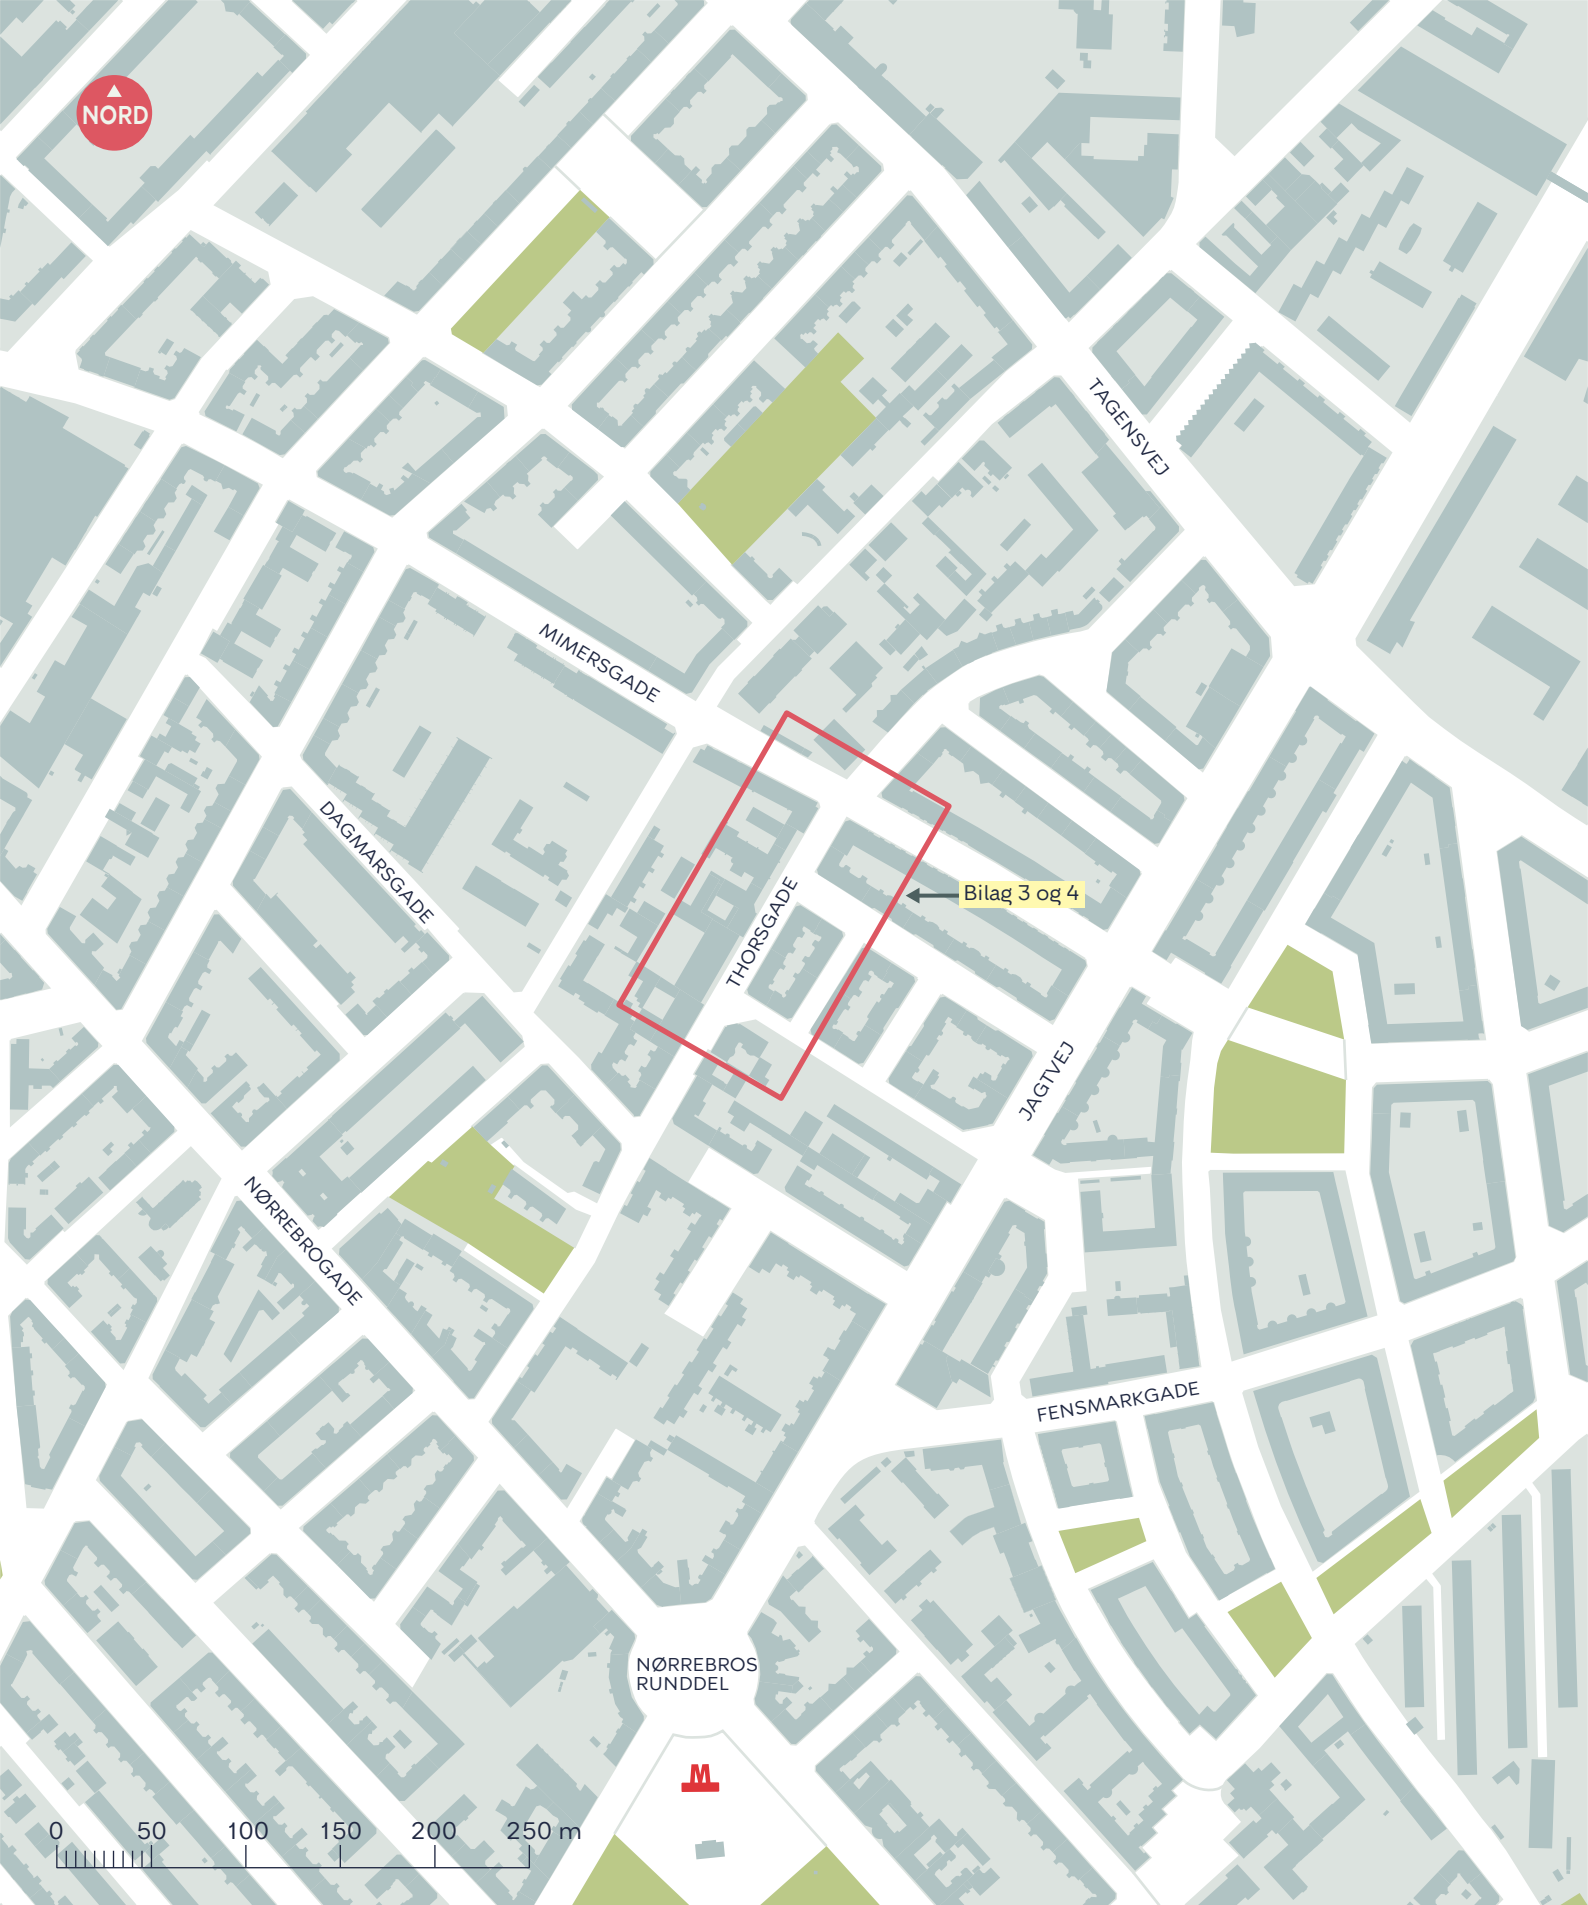 NORD
TAGENSVEJ
MIMERSGADE
DAGMARSGADE
THORSGADE
Bilag 3 og 4
JAGTVEJ
NØRREBROGADE
FENSMARKGADE
NØRREBROS
RUNDDEL
M
0 50 100 150 200 250 m